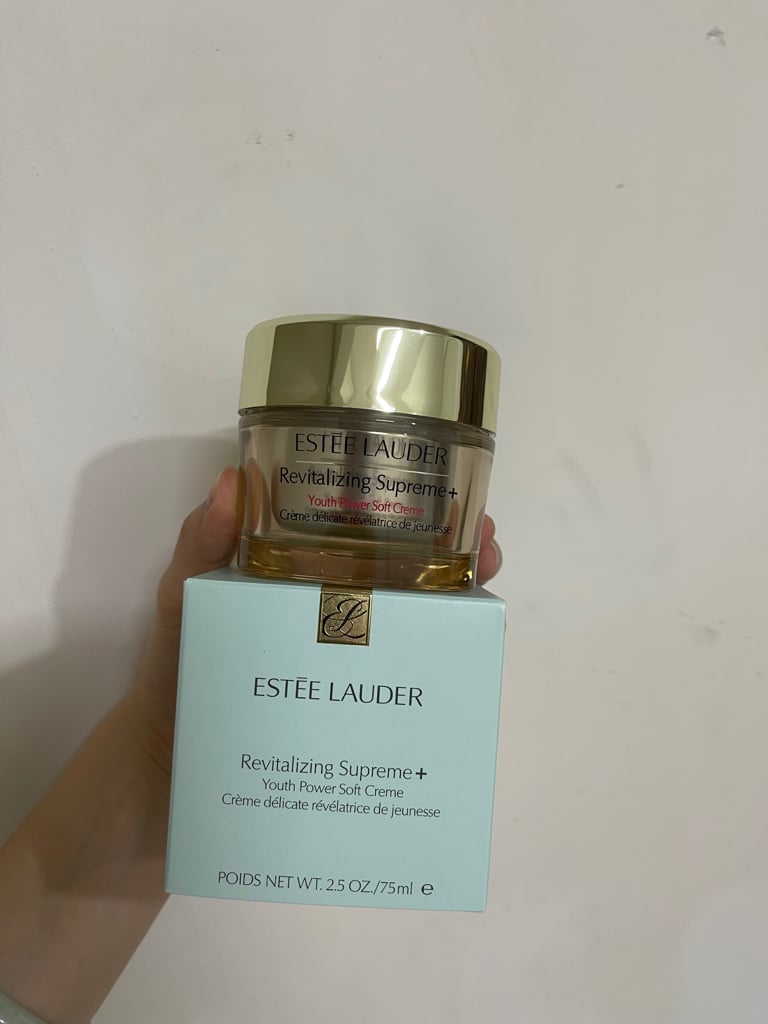 ESTĒE LAUDER
Revitalizing Supreme+
Youth Power Soft Creme
Crème délicate révélatrice de jeunesse
ESTĒE LAUDER
Revitalizing Supreme+
Youth Power Soft Creme
Crème délicate révélatrice de jeunesse
POIDS NET WT. 2.5 OZ./75ml ℮